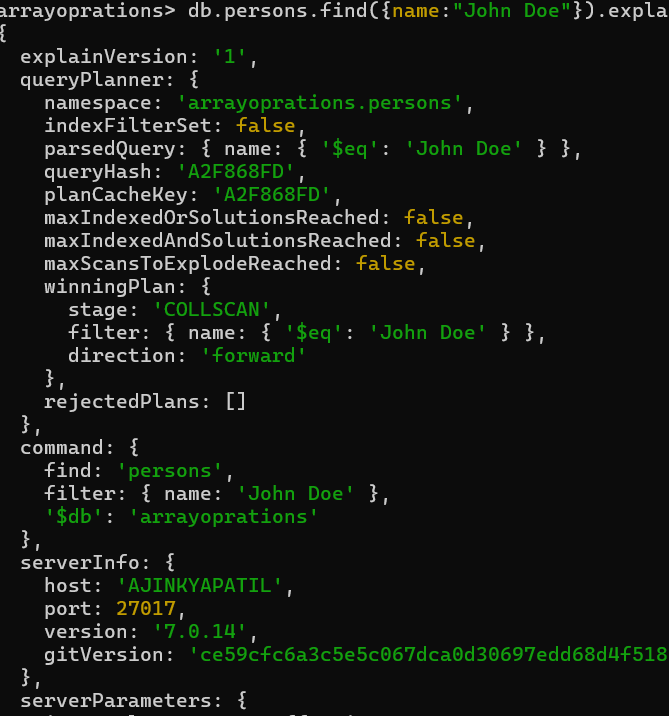 arrayoprations> db.persons.find({name:"John Doe"}).expla
{
  explainVersion: '1',
  queryPlanner: {
    namespace: 'arrayoprations.persons',
    indexFilterSet: false,
    parsedQuery: { name: { '$eq': 'John Doe' } },
    queryHash: 'A2F868FD',
    planCacheKey: 'A2F868FD',
    maxIndexedOrSolutionsReached: false,
    maxIndexedAndSolutionsReached: false,
    maxScansToExplodeReached: false,
    winningPlan: {
      stage: 'COLLSCAN',
      filter: { name: { '$eq': 'John Doe' } },
      direction: 'forward'
    },
    rejectedPlans: []
  },
  command: {
    find: 'persons',
    filter: { name: 'John Doe' },
    '$db': 'arrayoprations'
  },
  serverInfo: {
    host: 'AJINKYAPATIL',
    port: 27017,
    version: '7.0.14',
    gitVersion: 'ce59cfc6a3c5e5c067dca0d30697edd68d4f518
  },
  serverParameters: {